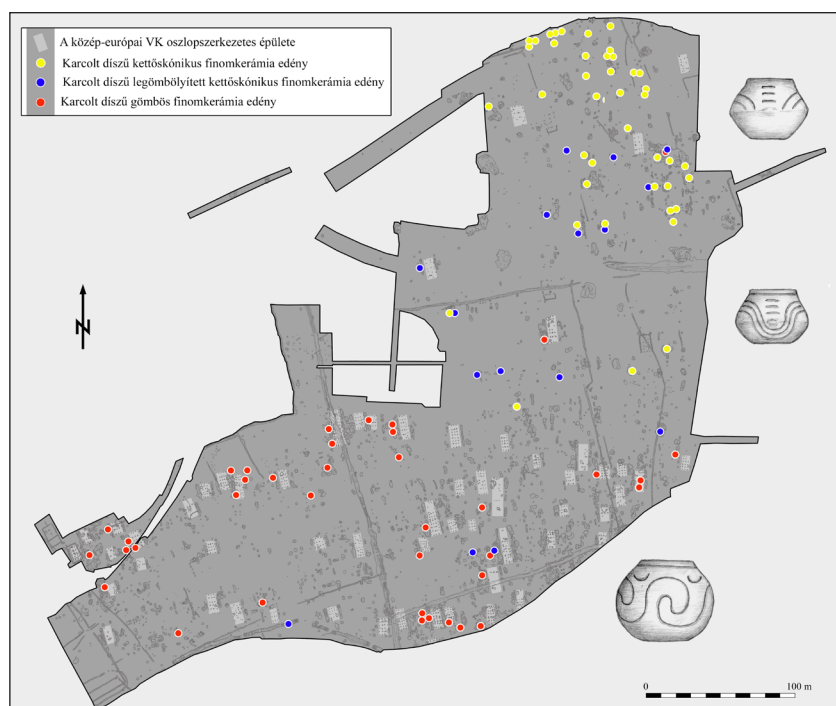 A közép-európai VK oszlopszerkezetes épülete
Karcolt díszű kettőskónikus finomkerámia edény
Karcolt díszű legömbölyített kettőskónikus finomkerámia edény
Karcolt díszű gömbös finomkerámia edény
N
0 100 m